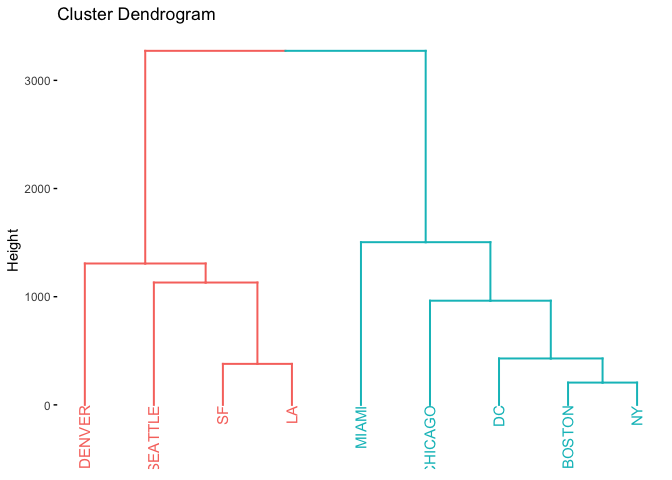 Cluster Dendrogram
Height
3000
2000
1000
0
DENVER
SEATTLE
SF
LA
MIAMI
CHICAGO
DC
BOSTON
NY